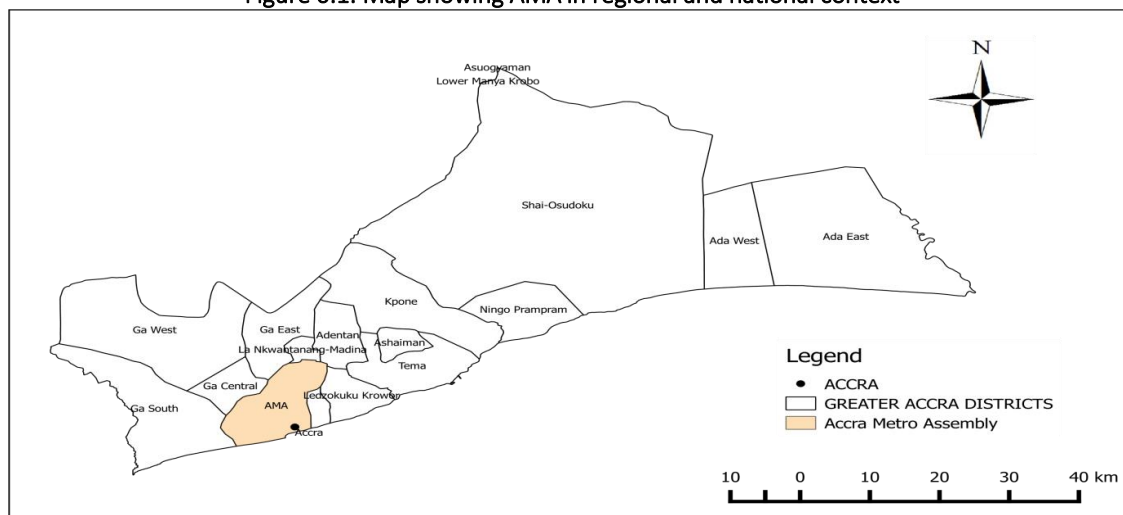 Figure 6.1: Map showing AMA in regional and national context
N
Asuogyaman
Lower Manya Krobo
Shai-Osudoku
Ada West
Ada East
Kpone
Ningo Prampram
Ga West
Ga East
Adentan
La Nkwantanang-Madina
Ashaiman
Tema
Ga Central
Ledzokuku Krowor
Ga South
AMA
Accra
Legend
ACCRA
GREATER ACCRA DISTRICTS
Accra Metro Assembly
10 0 10 20 30 40 km